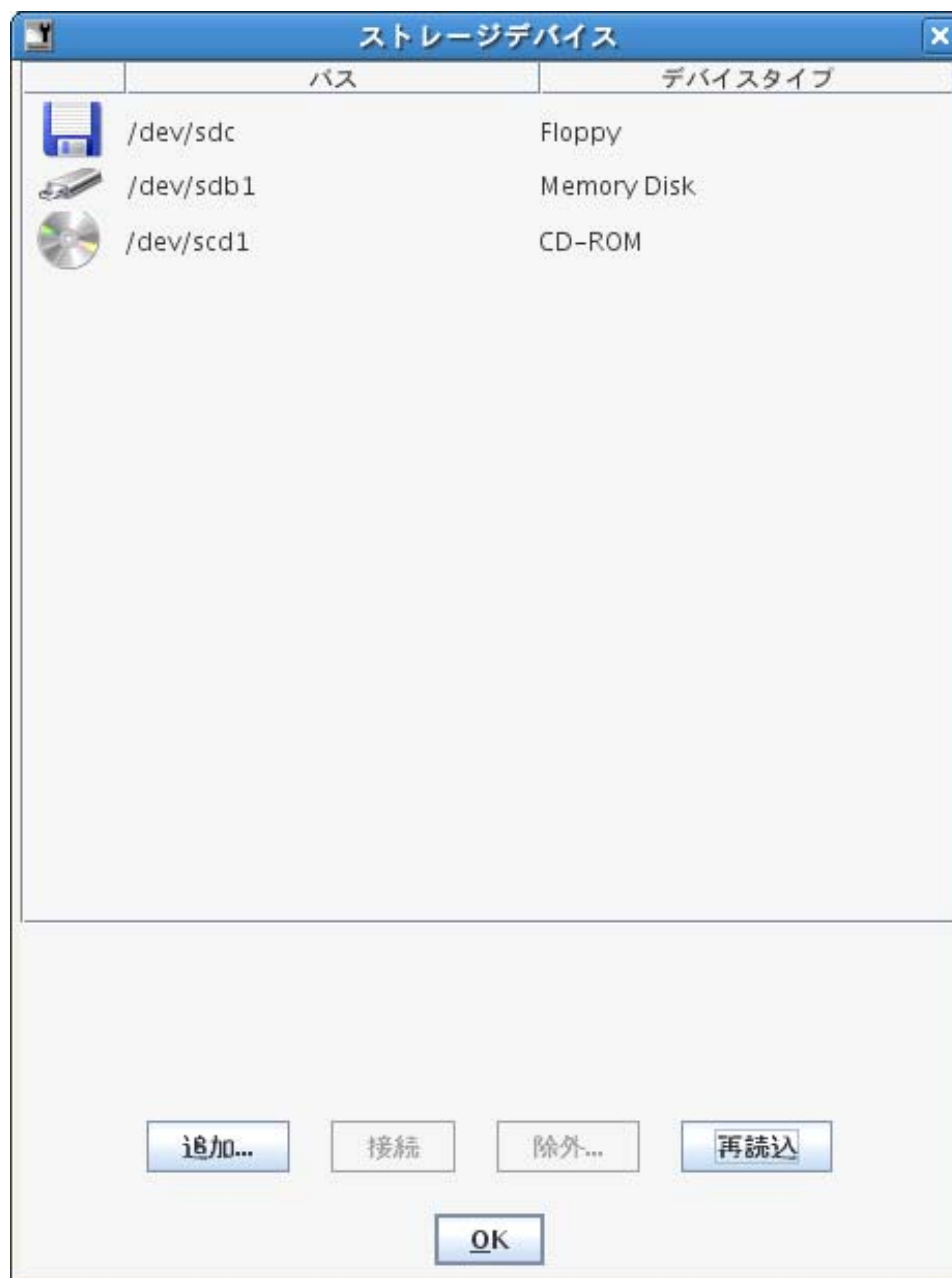 ストレージデバイス
パス デバイスタイプ
/dev/sdc Floppy
/dev/sdb1 Memory Disk
/dev/scd1 CD-ROM
追加... 接続 除外... 再読込
OK